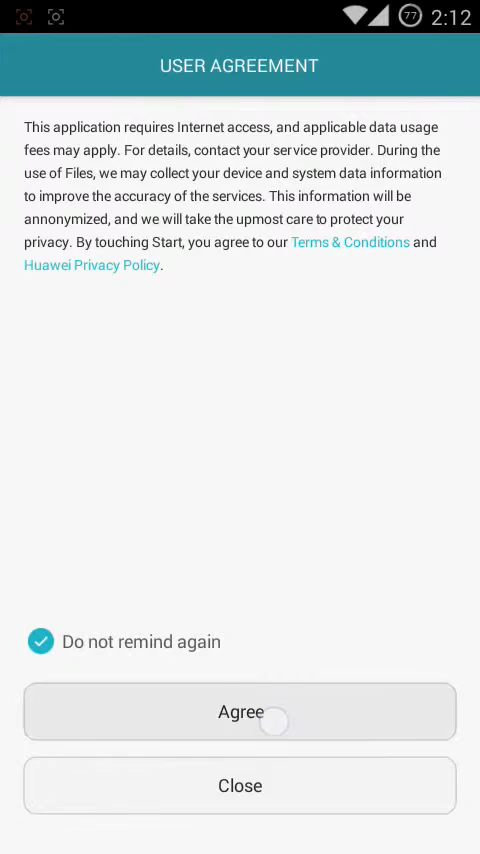 77 2:12
USER AGREEMENT
This application requires Internet access, and applicable data usage
fees may apply. For details, contact your service provider. During the
use of Files, we may collect your device and system data information
to improve the accuracy of the services. This information will be
annonymized, and we will take the upmost care to protect your
privacy. By touching Start, you agree to our Terms & Conditions and
Huawei Privacy Policy.
Do not remind again
Agree
Close